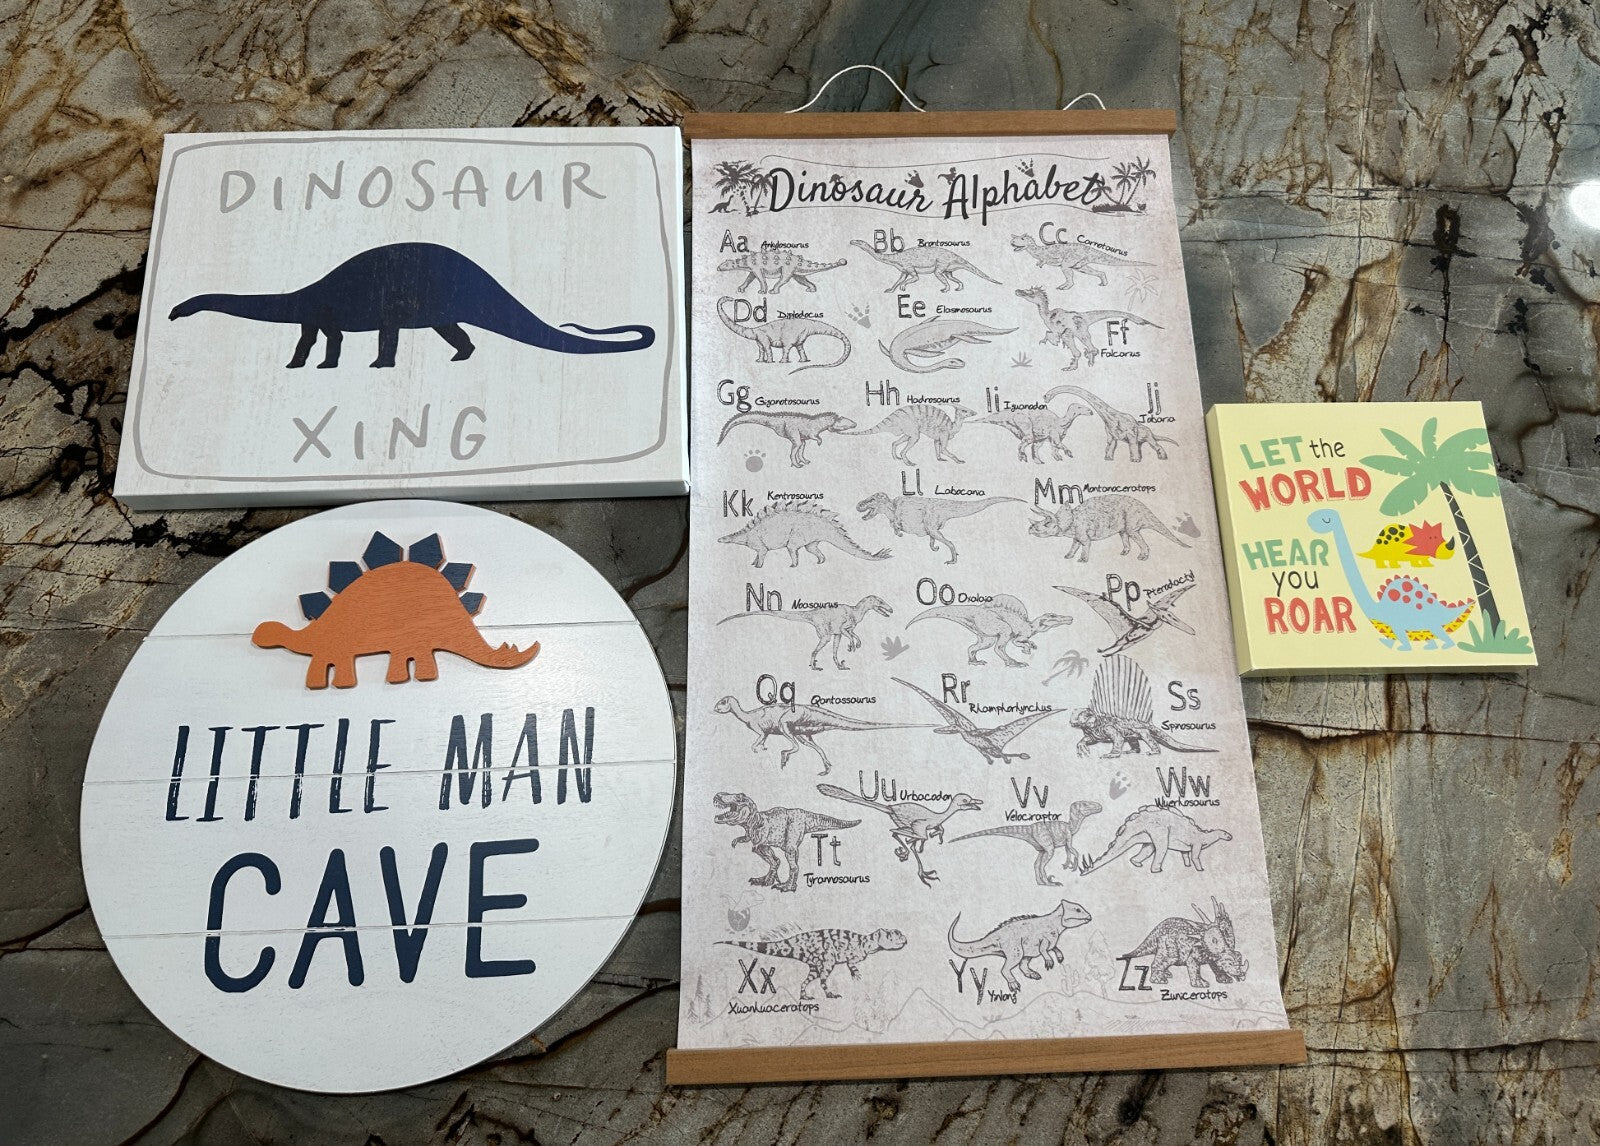 DINOSAUR
XING
LITTLE MAN
CAVE
Dinosaur Alphabet
Aa Ankylosaurus
Bb Brontosaurus
Cc Carnotaurus
Dd Diplodocus
Ee Elasmosaurus
Ff
Falcarius
Gg Giganotosaurus
Hh Hadrosaurus
Ii Iguanodon
Jj
Jobaria
Kk Kentrosaurus
Ll Labocania
Mm Montanoceratops
Nn Noasaurus
Oo Oxalaia
Pp Pterodactyl
Qq Qantassaurus
Rr
Rhamphorhynchus
Ss
Spinosaurus
Tt
Tyrannosaurus
Uu Urbacodon
Vv
Velociraptor
Ww
Wuerhosaurus
Xx
Xuanhuaceratops
Yy Yinlong
Zz
Zuniceratops
LET the
WORLD
HEAR
you
ROAR